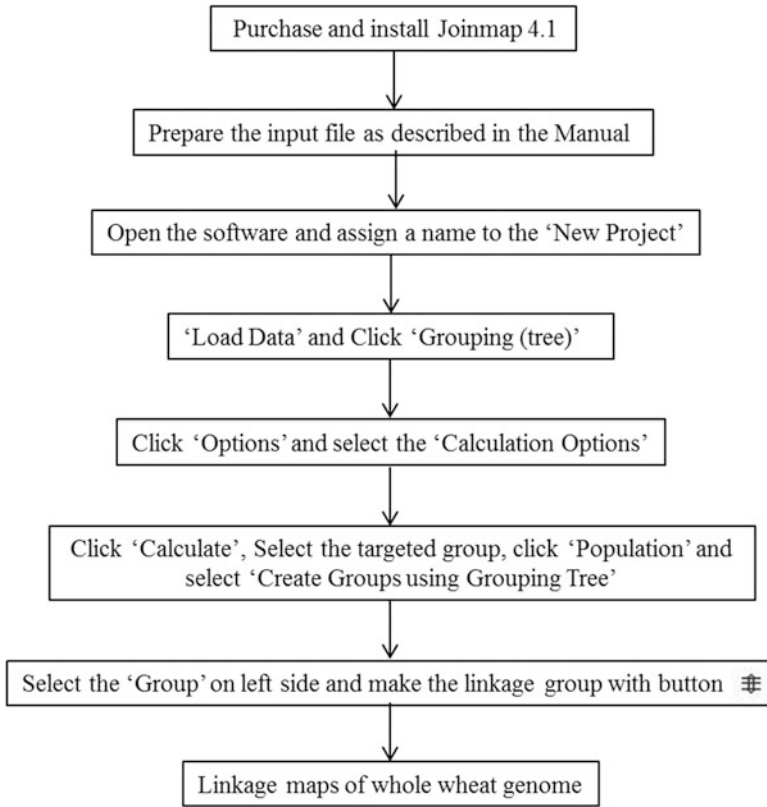 Purchase and install Joinmap 4.1
Prepare the input file as described in the Manual
Open the software and assign a name to the ‘New Project’
‘Load Data’ and Click ‘Grouping (tree)’
Click ‘Options’ and select the ‘Calculation Options’
Click ‘Calculate’, Select the targeted group, click ‘Population’ and
select ‘Create Groups using Grouping Tree’
Select the ‘Group’ on left side and make the linkage group with button
Linkage maps of whole wheat genome